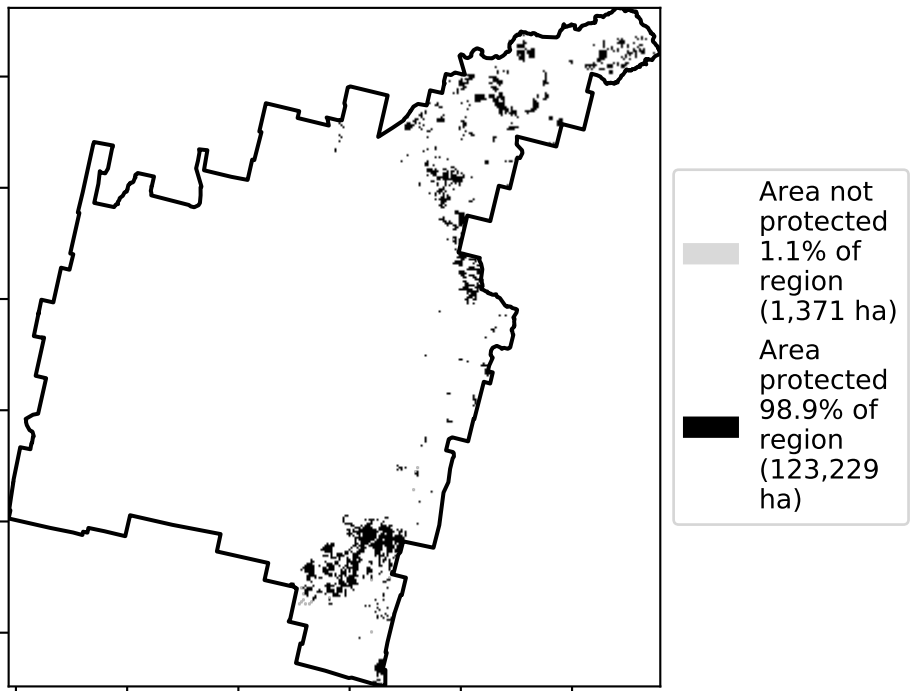 Area not
protected
1.1% of
region
(1,371 ha)
Area
protected
98.9% of
region
(123,229
ha)